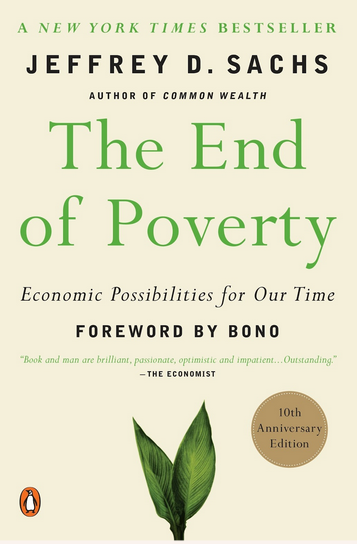 A NEW YORK TIMES BESTSELLER
JEFFREY D. SACHS
AUTHOR OF COMMON WEALTH
The End
of Poverty
Economic Possibilities for Our Time
FOREWORD BY BONO
“Book and man are brilliant, passionate, optimistic and impatient…Outstanding.”
—THE ECONOMIST
10th
Anniversary
Edition